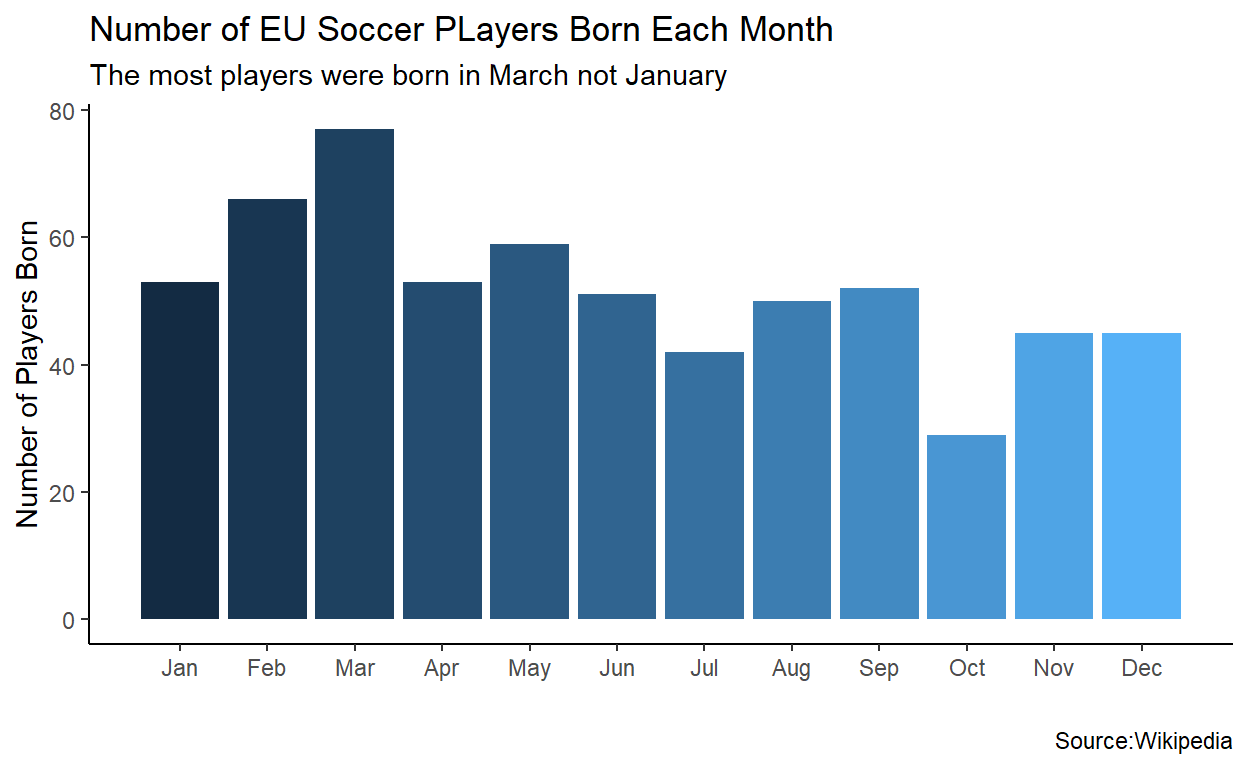 Number of EU Soccer PLayers Born Each Month
The most players were born in March not January
Number of Players Born
80
60
40
20
0
Jan Feb Mar Apr May Jun Jul Aug Sep Oct Nov Dec
Source:Wikipedia